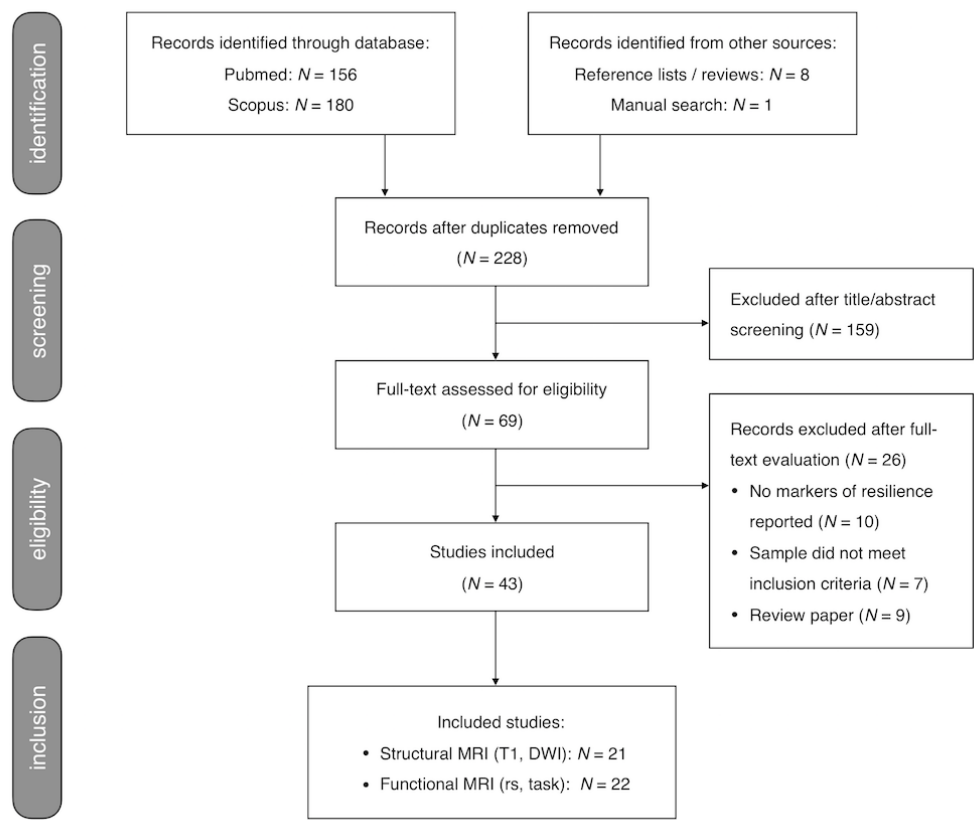 identification
Records identified through database:
Pubmed: N = 156
Scopus: N = 180
Records identified from other sources:
Reference lists / reviews: N = 8
Manual search: N = 1
screening
Records after duplicates removed
(N = 228)
Excluded after title/abstract
screening (N = 159)
Full-text assessed for eligibility
(N = 69)
eligibility
Records excluded after full-
text evaluation (N = 26)
• No markers of resilience
reported (N = 10)
• Sample did not meet
inclusion criteria (N = 7)
• Review paper (N = 9)
Studies included
(N = 43)
inclusion
Included studies:
• Structural MRI (T1, DWI): N = 21
• Functional MRI (rs, task): N = 22